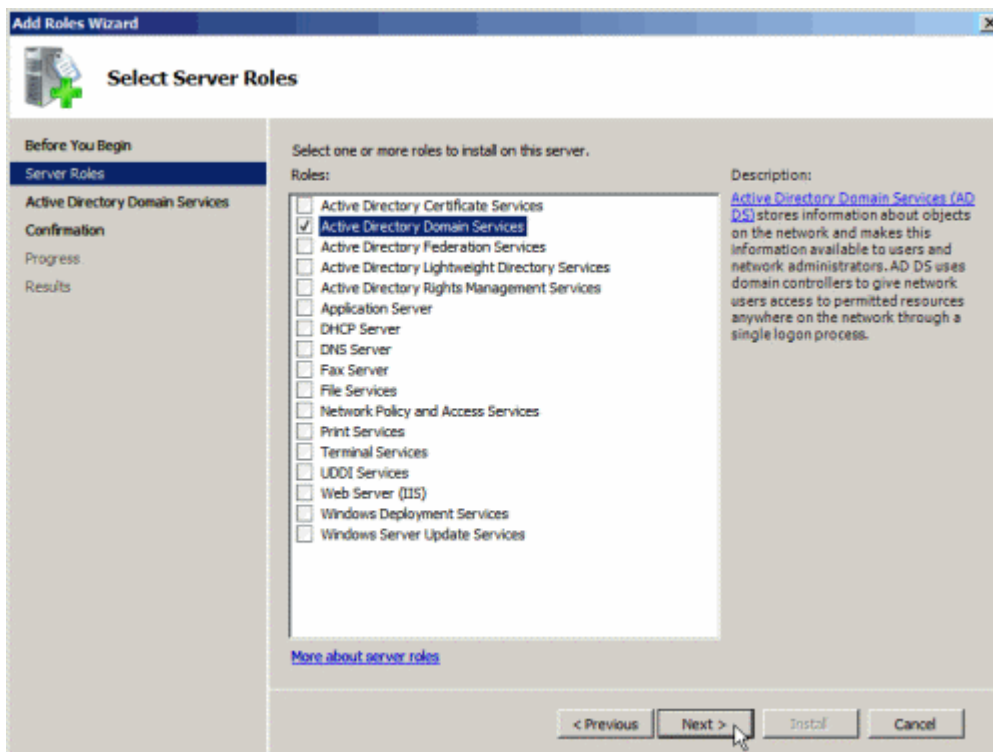 Add Roles Wizard
Select Server Roles
Before You Begin
Server Roles
Active Directory Domain Services
Confirmation
Progress
Results
Select one or more roles to install on this server.
Roles:
Active Directory Certificate Services
Active Directory Domain Services
Active Directory Federation Services
Active Directory Lightweight Directory Services
Active Directory Rights Management Services
Application Server
DHCP Server
DNS Server
Fax Server
File Services
Network Policy and Access Services
Print Services
Terminal Services
UDDI Services
Web Server (IIS)
Windows Deployment Services
Windows Server Update Services
More about server roles
Description:
Active Directory Domain Services (AD
DS) stores information about objects
on the network and makes this
information available to users and
network administrators. AD DS uses
domain controllers to give network
users access to permitted resources
anywhere on the network through a
single logon process.
< Previous
Next >
Install
Cancel